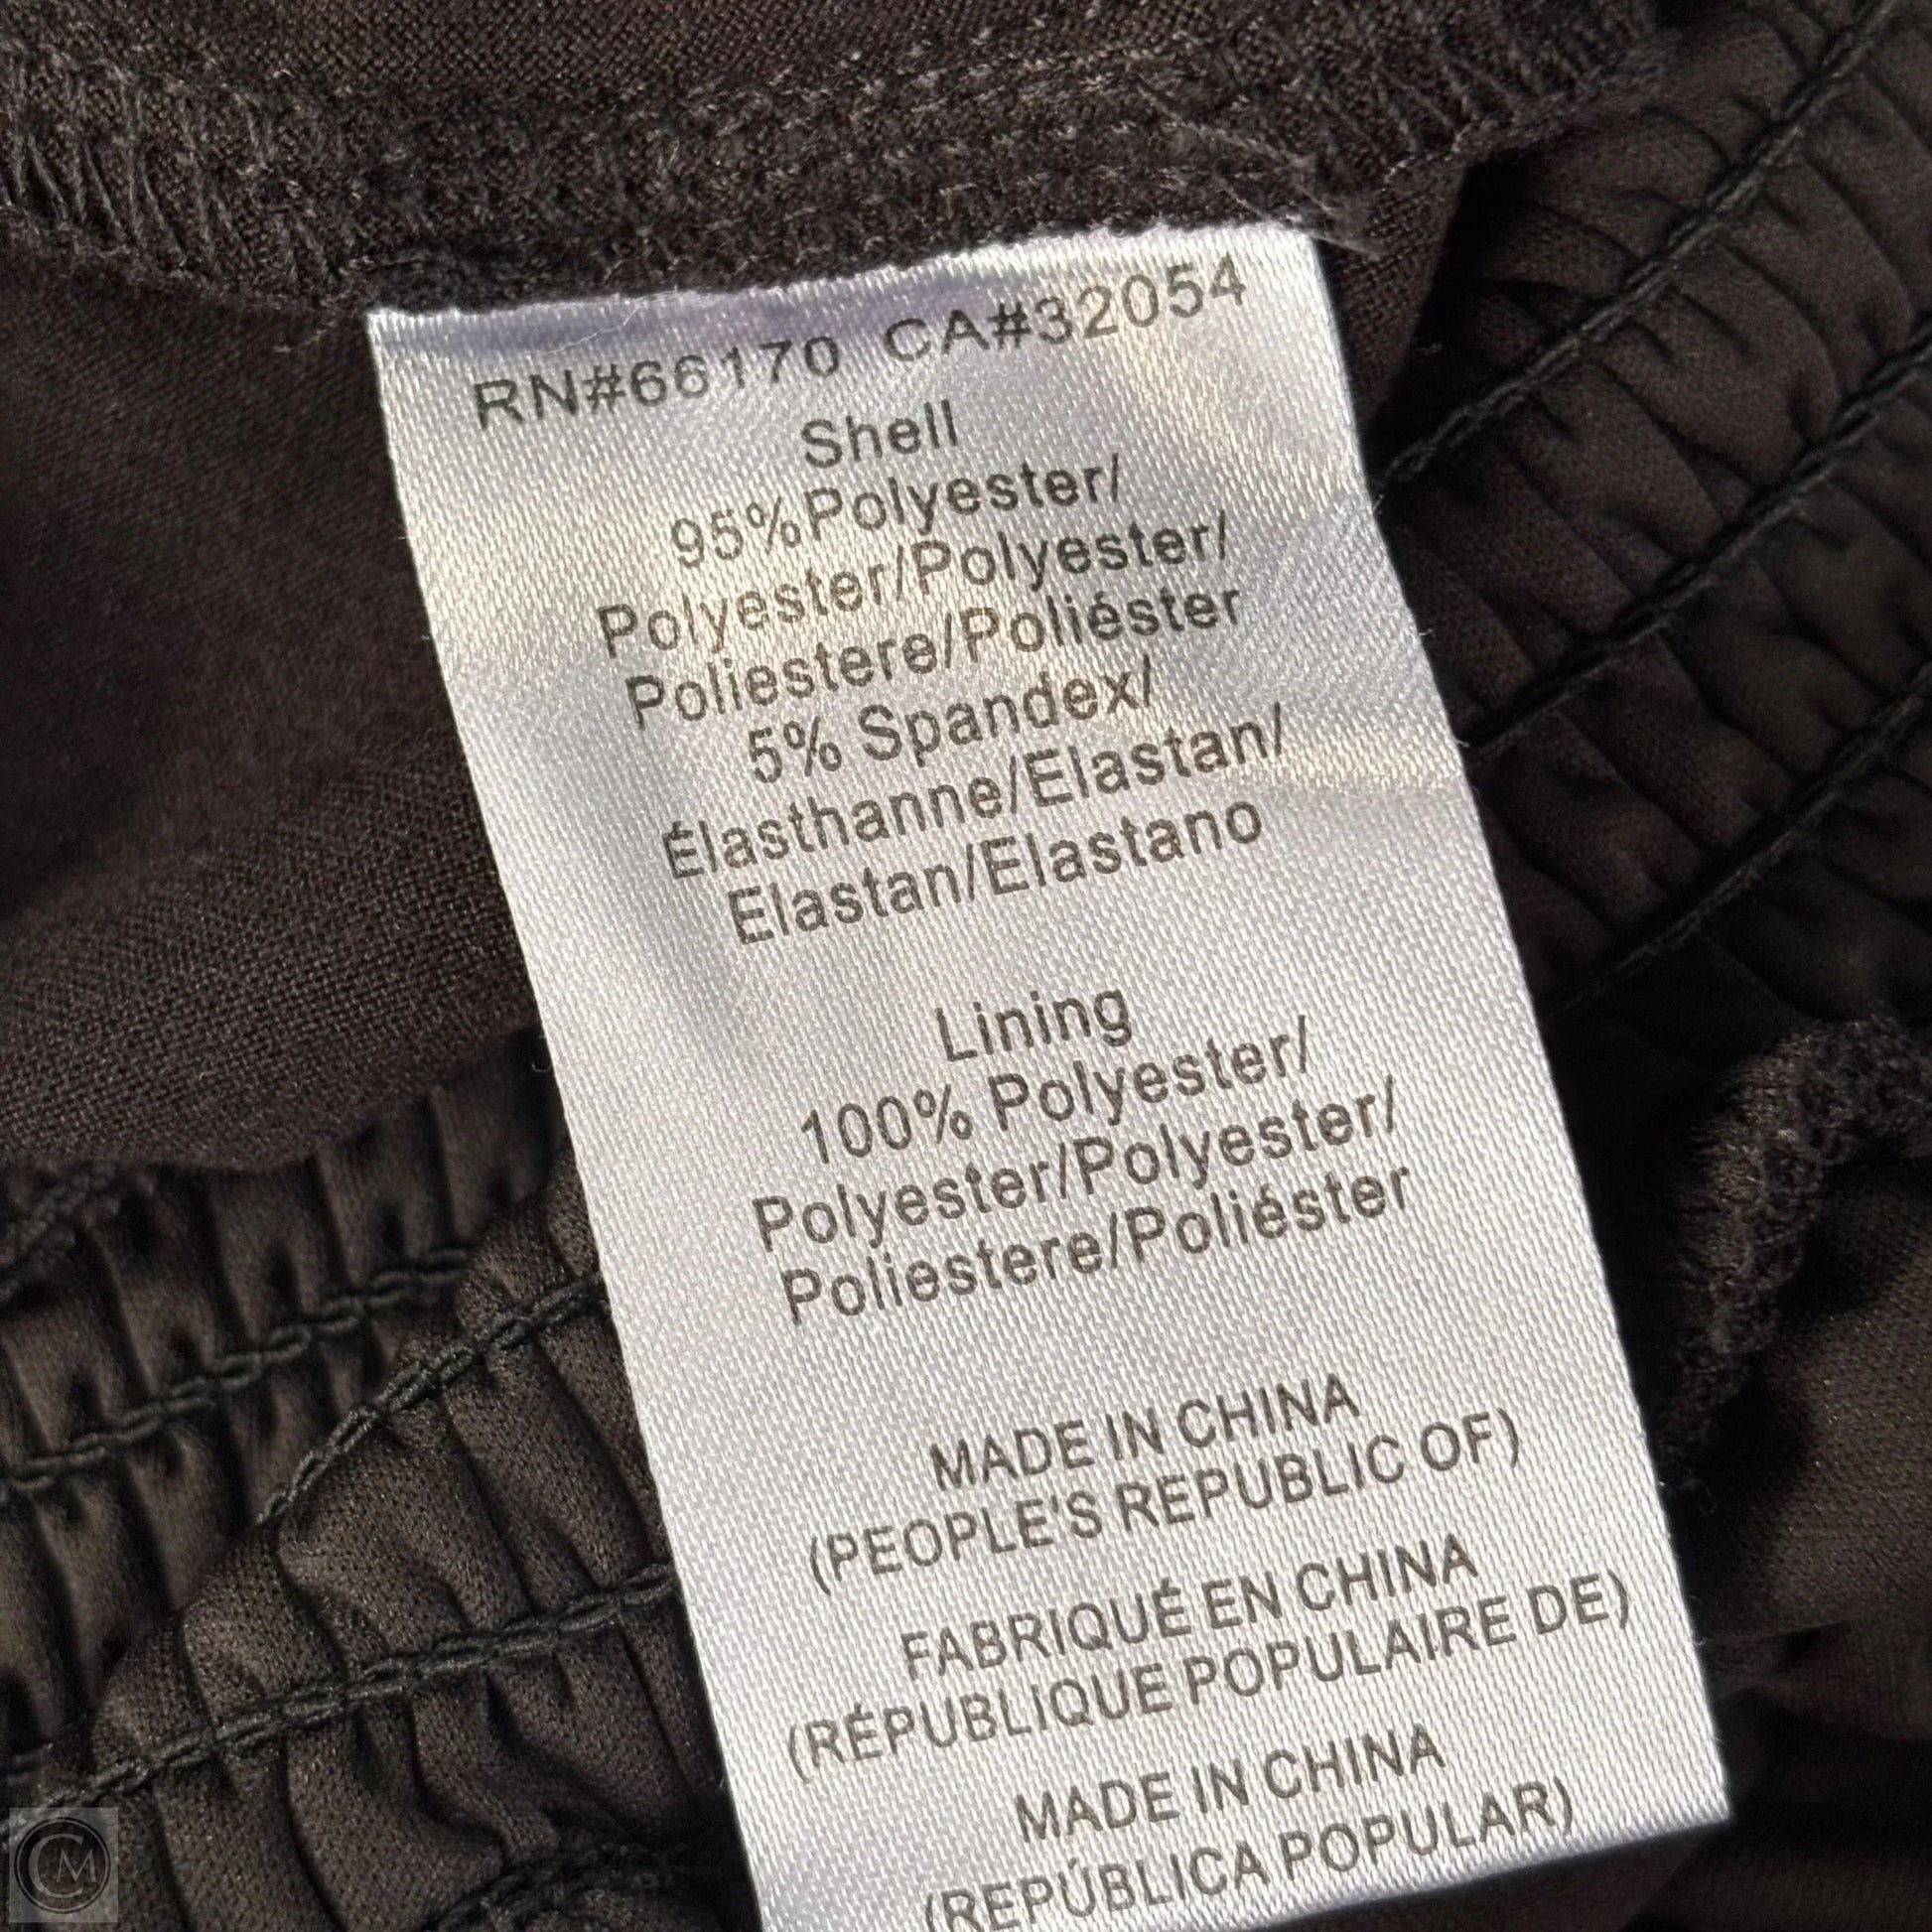 RN#66170 CA#32054
Shell
95%Polyester/
Polyester/Polyester/
Poliestere/Poliéster
5% Spandex/
Élasthanne/Elastan/
Elastan/Elastano
Lining
100% Polyester/
Polyester/Polyester/
Poliestere/Poliéster
MADE IN CHINA
(PEOPLE'S REPUBLIC OF)
FABRIQUÉ EN CHINA
(RÉPUBLIQUE POPULAIRE DE)
MADE IN CHINA
(REPÚBLICA POPULAR)
CM